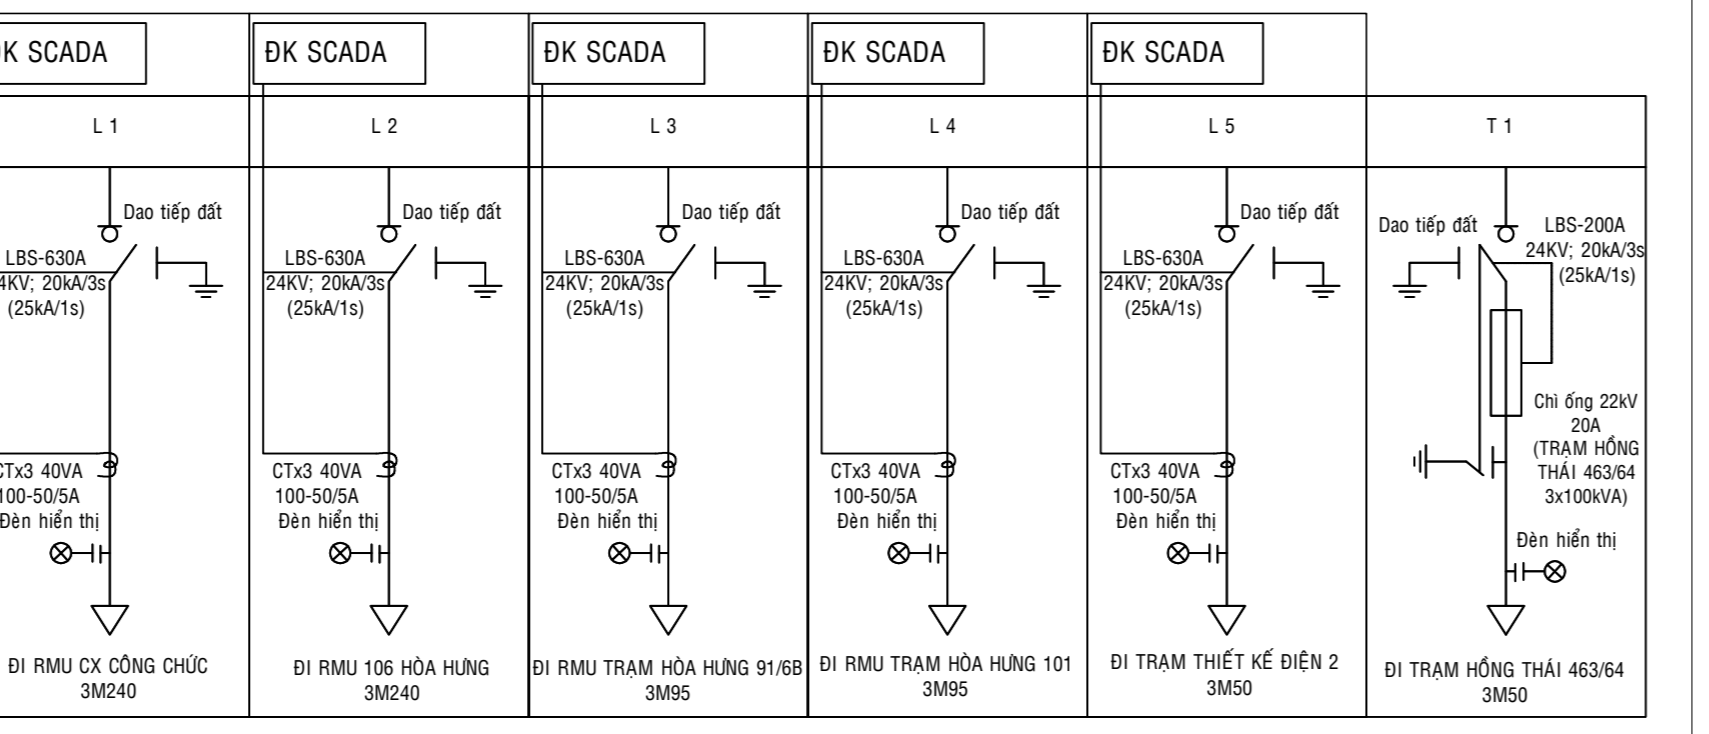 ĐK SCADA
ĐK SCADA
ĐK SCADA
ĐK SCADA
ĐK SCADA
L 1
L 2
L 3
L 4
L 5
T 1
Dao tiếp đất
LBS-630A
4KV; 20kA/3s
(25kA/1s)
CTx3 40VA
100-50/5A
Đèn hiển thị
ĐI RMU CX CÔNG CHỨC
3M240
Dao tiếp đất
LBS-630A
24KV; 20kA/3s
(25kA/1s)
CTx3 40VA
100-50/5A
Đèn hiển thị
ĐI RMU 106 HÒA HƯNG
3M240
Dao tiếp đất
LBS-630A
24KV; 20kA/3s
(25kA/1s)
CTx3 40VA
100-50/5A
Đèn hiển thị
ĐI RMU TRẠM HÒA HƯNG 91/6B
3M95
Dao tiếp đất
LBS-630A
24KV; 20kA/3s
(25kA/1s)
CTx3 40VA
100-50/5A
Đèn hiển thị
ĐI RMU TRẠM HÒA HƯNG 101
3M95
Dao tiếp đất
LBS-630A
24KV; 20kA/3s
(25kA/1s)
CTx3 40VA
100-50/5A
Đèn hiển thị
ĐI TRẠM THIẾT KẾ ĐIỆN 2
3M50
Dao tiếp đất
LBS-200A
24KV; 20kA/3s
(25kA/1s)
Chì ống 22kV
20A
(TRẠM HỒNG
THÁI 463/64
3x100kVA)
Đèn hiển thị
ĐI TRẠM HỒNG THÁI 463/64
3M50